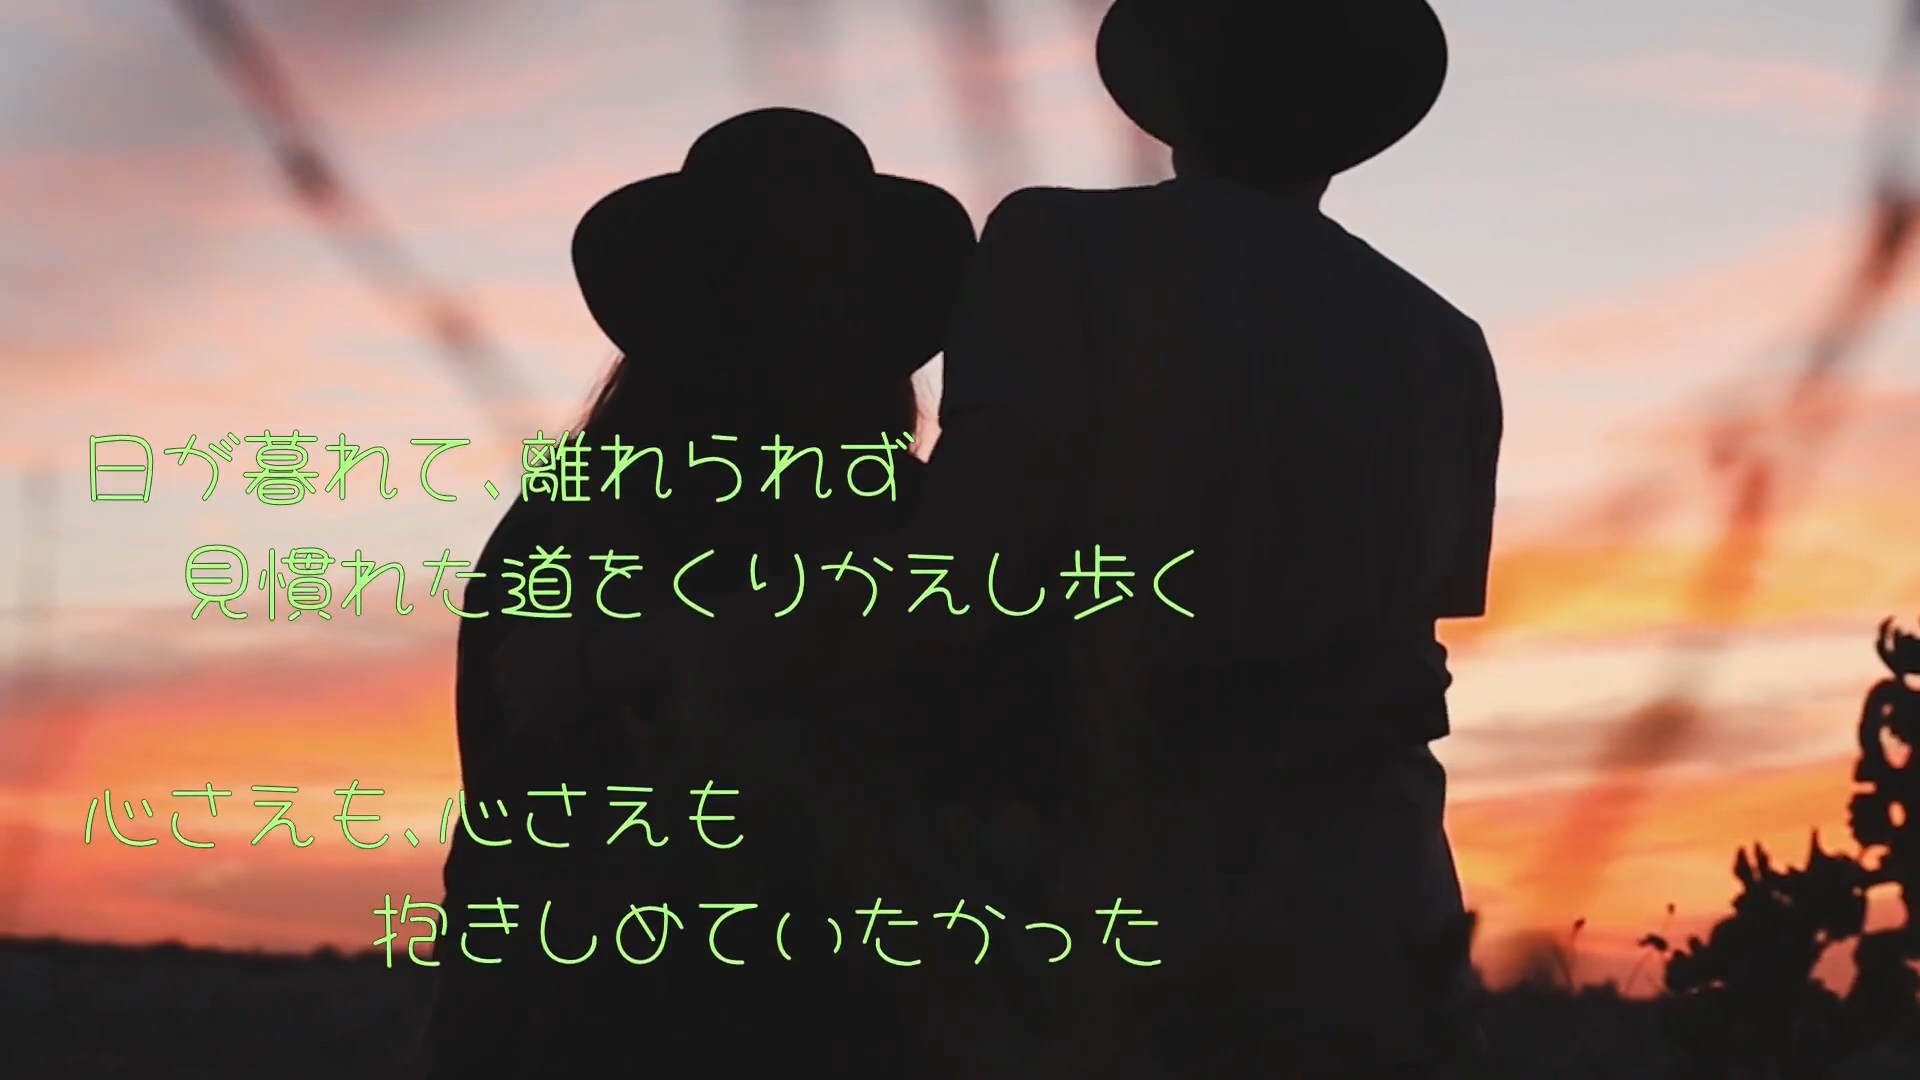 日が暮れて、離れられず
見慣れた道をくりかえし歩く
心さえも、心さえも
抱きしめていたかった